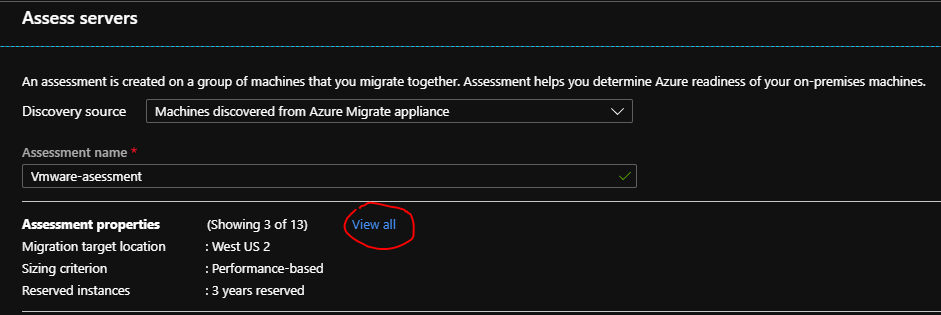 Assess servers
An assessment is created on a group of machines that you migrate together. Assessment helps you determine Azure readiness of your on-premises machines.
Discovery source Machines discovered from Azure Migrate appliance
Assessment name *
Vmware-asessment
Assessment properties (Showing 3 of 13) View all
Migration target location : West US 2
Sizing criterion : Performance-based
Reserved instances : 3 years reserved